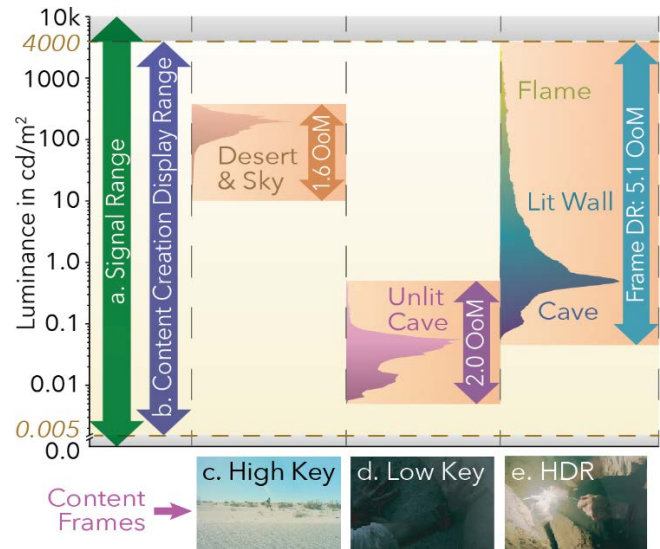 Luminance in cd/m²
10k
4000
1000
100
10
1.0
0.1
0.01
0.005
0.0
a. Signal Range
b. Content Creation Display Range
Desert
& Sky
1.6 OoM
Unlit
Cave
2.0 OoM
Flame
Lit Wall
Cave
Frame DR: 5.1 OoM
Content
Frames
c. High Key
d. Low Key
e. HDR